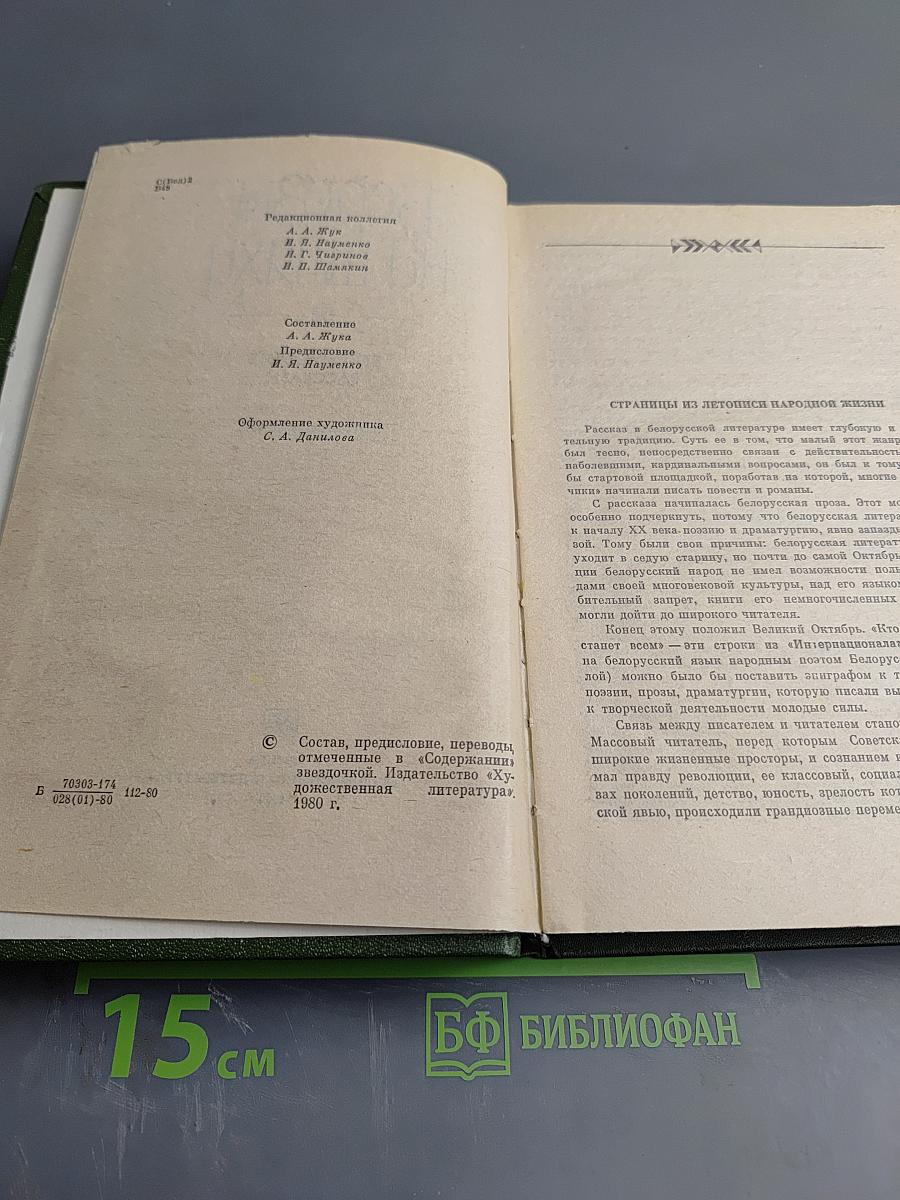 С(Бел)2
Б48
Редакционная коллегия
А. А. Жук
И. Я. Науменко
И. Г. Чигринов
И. П. Шамякин
Составление
А. А. Жука
Предисловие
И. Я. Науменко
Оформление художника
С. А. Данилова
© Состав, предисловие, переводы,
отмеченные в «Содержании»
звездочкой. Издательство «Ху-
дожественная литература».
1980 г.
Б 70303-174 112-80
028(01)-80
СТРАНИЦЫ ИЗ ЛЕТОПИСИ НАРОДНОЙ ЖИЗНИ
Рассказ в белорусской литературе имеет глубокую и
тельную традицию. Суть ее в том, что малый этот жанр
был тесно, непосредственно связан с действительность
наболевшими, кардинальными вопросами, он был и тому
бы стартовой площадкой, поработав на которой, многие
чики» начинали писать повести и романы.
С рассказа начиналась белорусская проза. Этот мо
особенно подчеркнуть, потому что белорусская литера
к началу XX века поэзию и драматургию, явно запазды
вой. Тому были свои причины: белорусская литерат
уходит в седую старину, но почти до самой Октябрь
ции белорусский народ не имел возможности поль
дами своей многовековой культуры, над его языком
бительный запрет, книги его немногочисленных
могли дойти до широкого читателя.
Конец этому положил Великий Октябрь. «Кто
станет всем» — эти строки из «Интернационала
на белорусский язык народным поэтом Белорус
лой) можно было бы поставить эпиграфом к т
поэзии, прозы, драматургии, которую писали вы
к творческой деятельности молодые силы.
Связь между писателем и читателем стано
Массовый читатель, перед которым Советска
широкие жизненные просторы, и сознанием и
мал правду революции, ее классовый, социал
вах поколений, детство, юность, зрелость кот
ской явью, происходили грандиозные переме
15 см
БФ БИБЛИОФАН